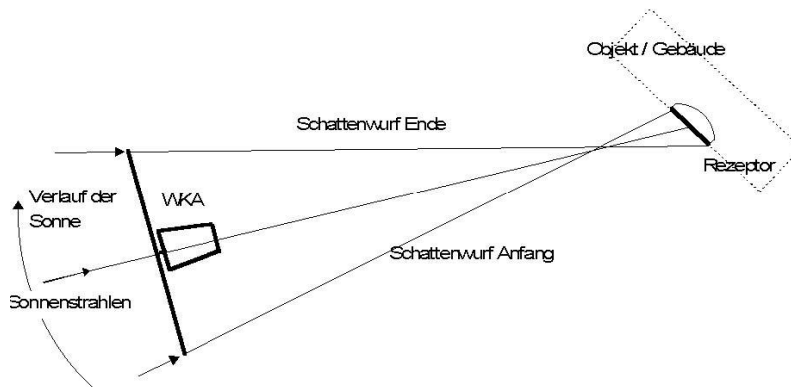 Objekt / Gebäude
Schattenwurf Ende
Rezeptor
Verlauf der
Sonne
WKA
Schattenwurf Anfang
Sonnenstrahlen